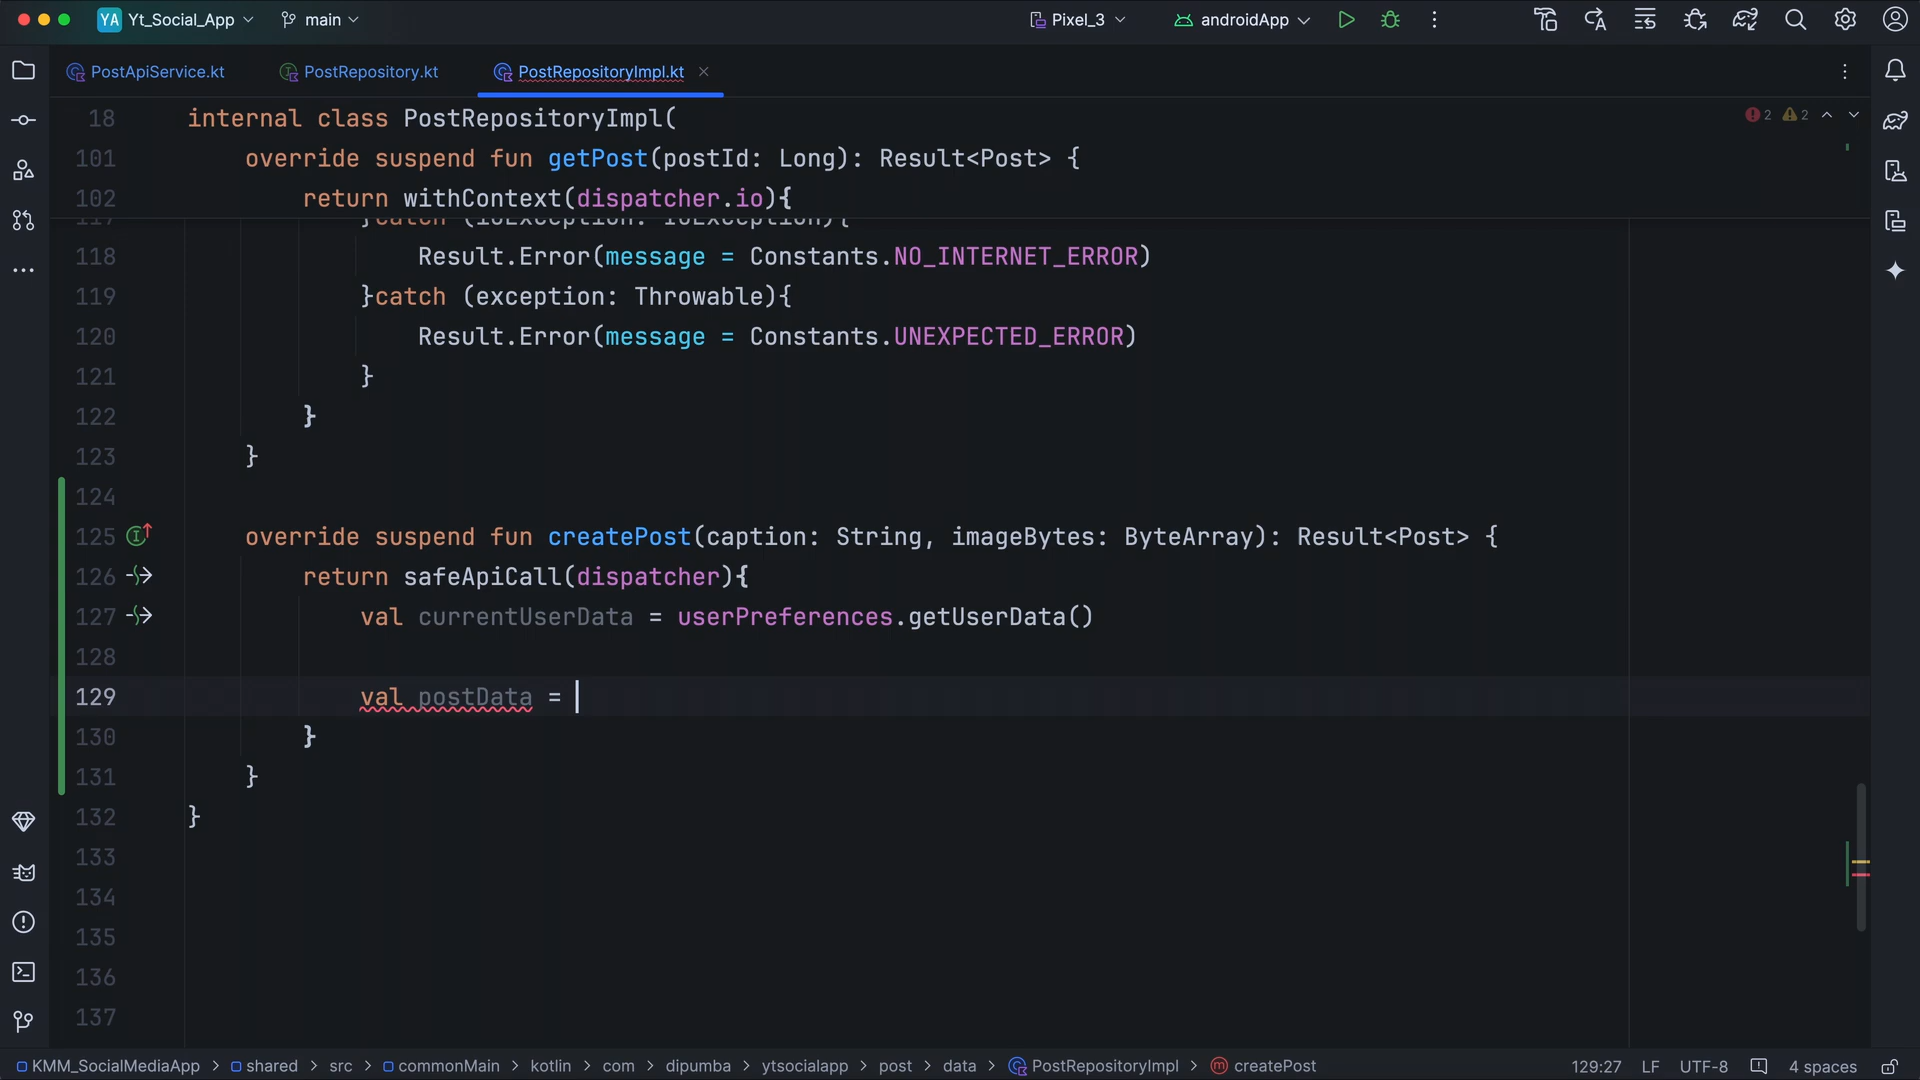 YA Yt_Social_App main Pixel_3 androidApp
PostApiService.kt PostRepository.kt PostRepositoryImpl.kt
18 internal class PostRepositoryImpl( 2 2
101 override suspend fun getPost(postId: Long): Result<Post> {
102 return withContext(dispatcher.io){
117 }catch (ioException: IOException){
118 Result.Error(message = Constants.NO_INTERNET_ERROR)
119 }catch (exception: Throwable){
120 Result.Error(message = Constants.UNEXPECTED_ERROR)
121 }
122 }
123 }
124
125 override suspend fun createPost(caption: String, imageBytes: ByteArray): Result<Post> {
126 return safeApiCall(dispatcher){
127 val currentUserData = userPreferences.getUserData()
128
129 val postData =
130 }
131 }
132 }
133
134
135
136
137
KMM_SocialMediaApp > shared > src > commonMain > kotlin > com > dipumba > ytsocialapp > post > data > PostRepositoryImpl > createPost 129:27 LF UTF-8 4 spaces